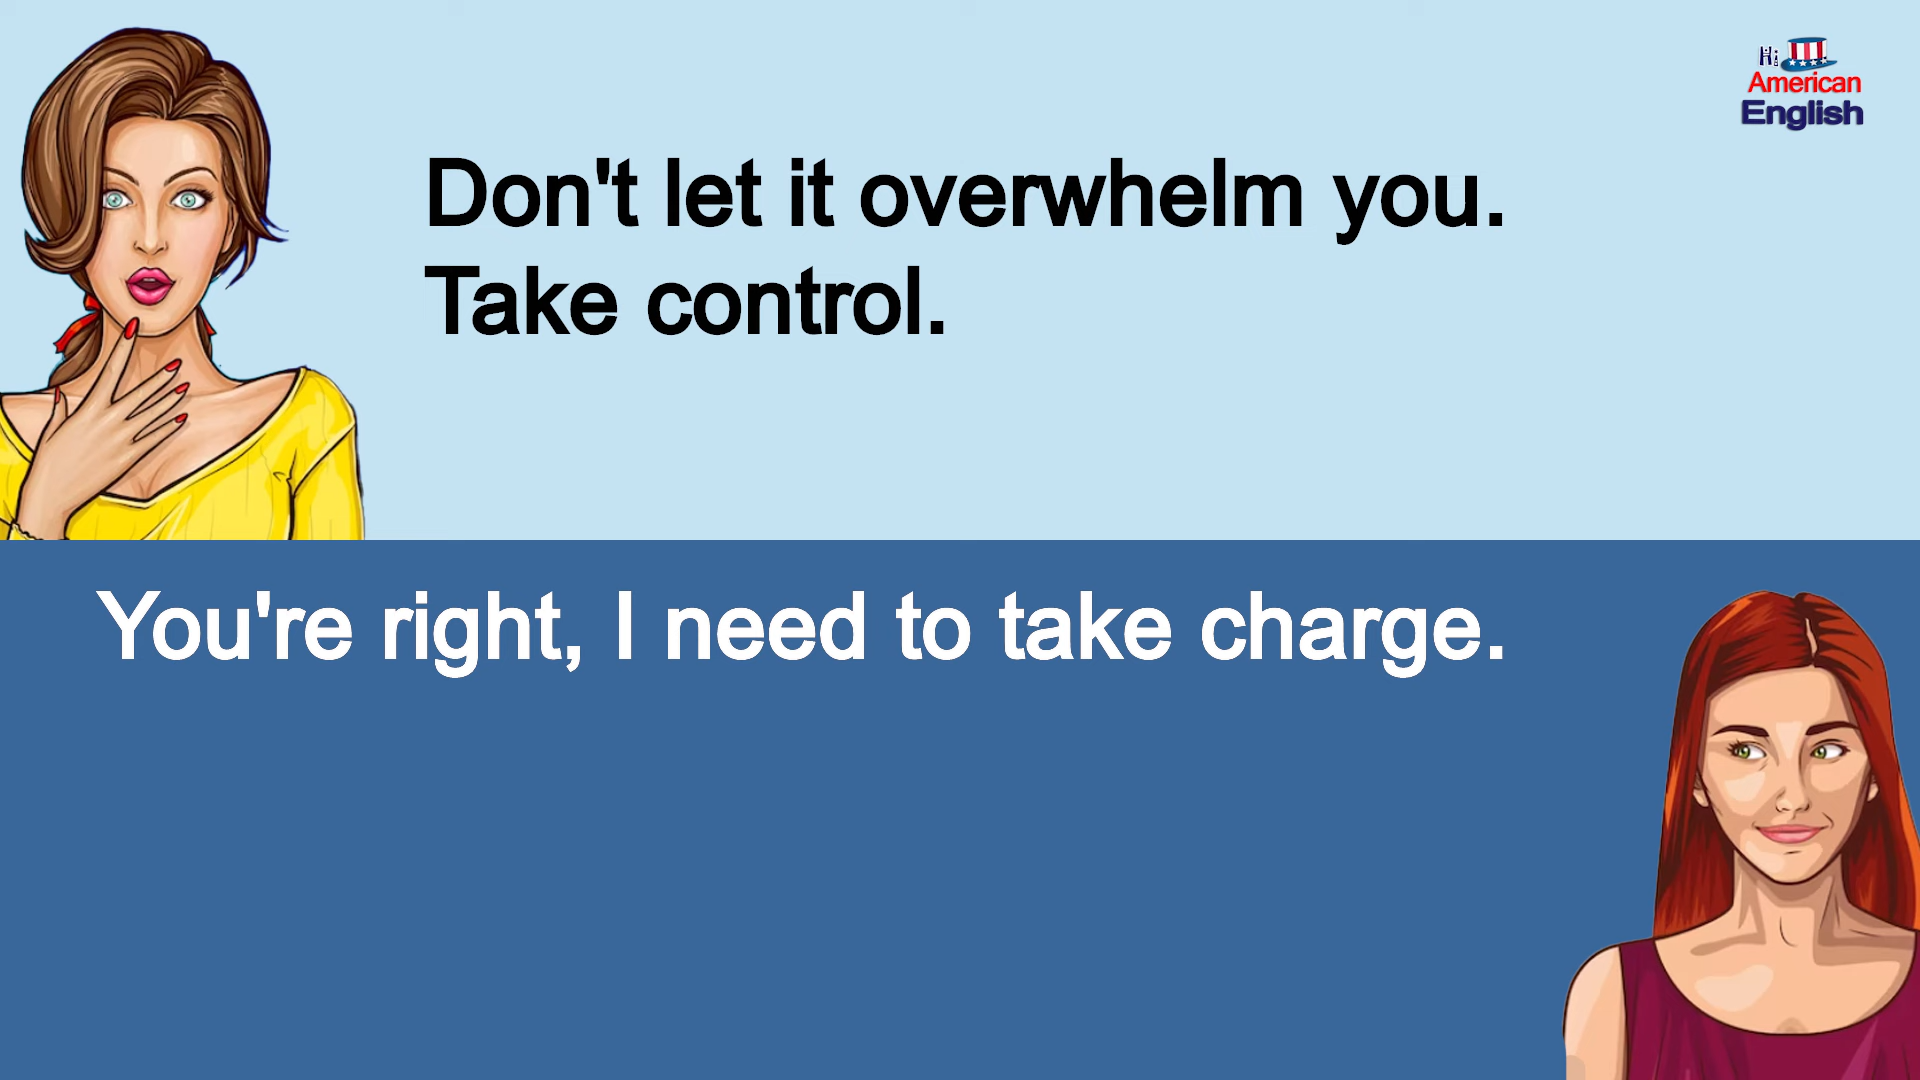 Hi
American
English
Don't let it overwhelm you.
Take control.
You're right, I need to take charge.